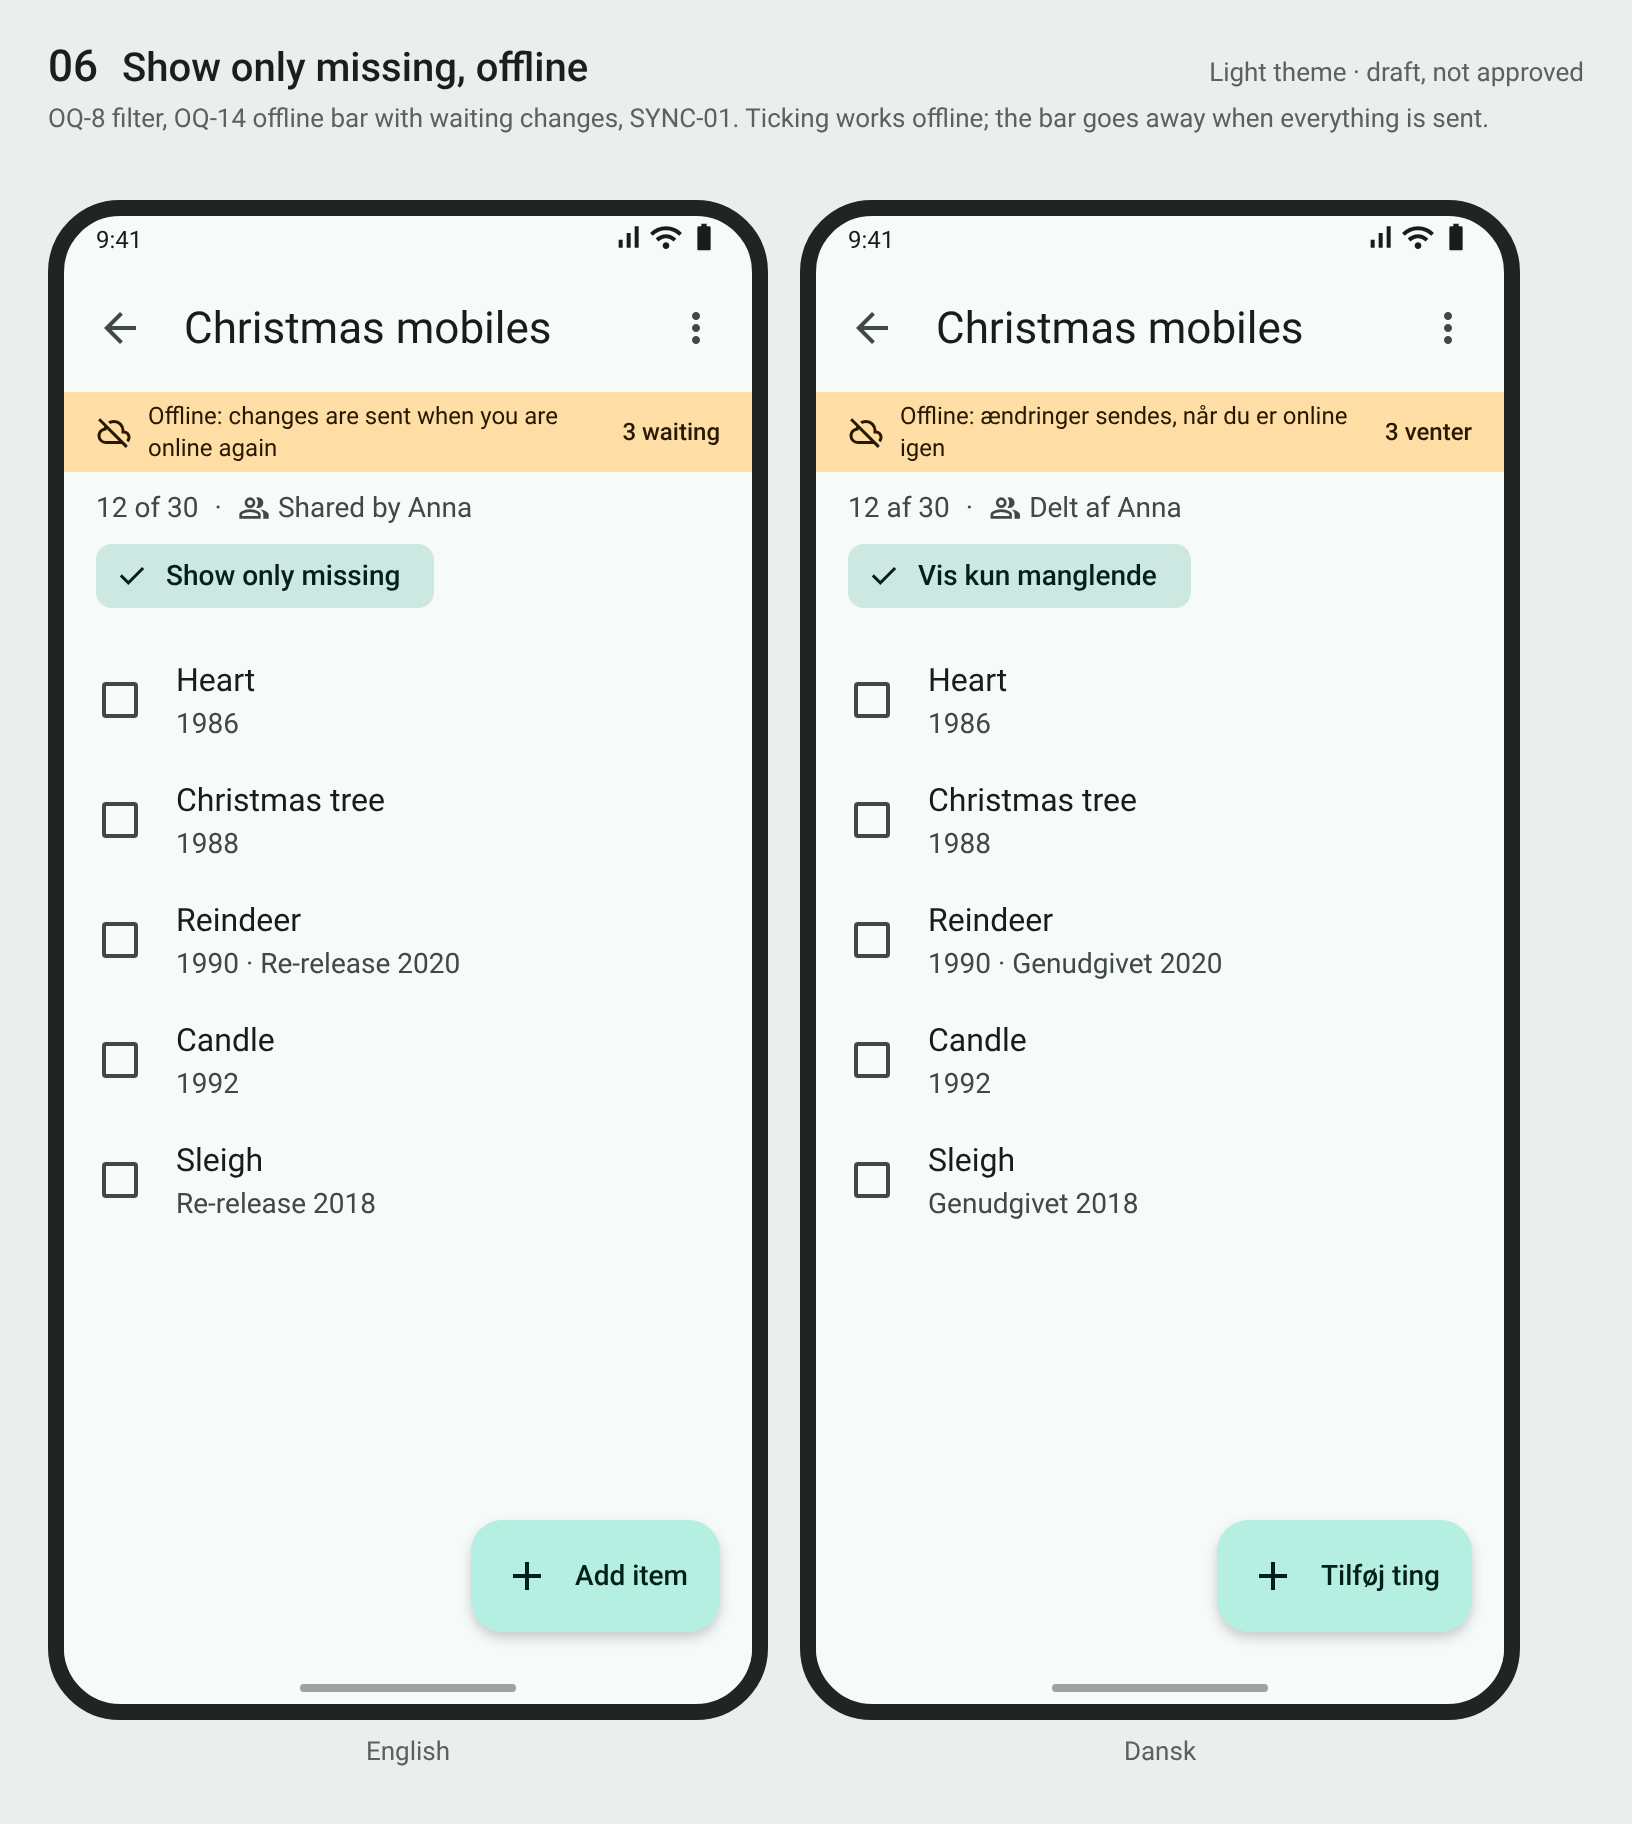 06 Show only missing, offline
Light theme · draft, not approved
OQ-8 filter, OQ-14 offline bar with waiting changes, SYNC-01. Ticking works offline; the bar goes away when everything is sent.
9:41
Christmas mobiles
Offline: changes are sent when you are
online again
3 waiting
12 of 30 · Shared by Anna
Show only missing
Heart
1986
Christmas tree
1988
Reindeer
1990 · Re-release 2020
Candle
1992
Sleigh
Re-release 2018
Add item
English
9:41
Christmas mobiles
Offline: ændringer sendes, når du er online
igen
3 venter
12 af 30 · Delt af Anna
Vis kun manglende
Heart
1986
Christmas tree
1988
Reindeer
1990 · Genudgivet 2020
Candle
1992
Sleigh
Genudgivet 2018
Tilføj ting
Dansk